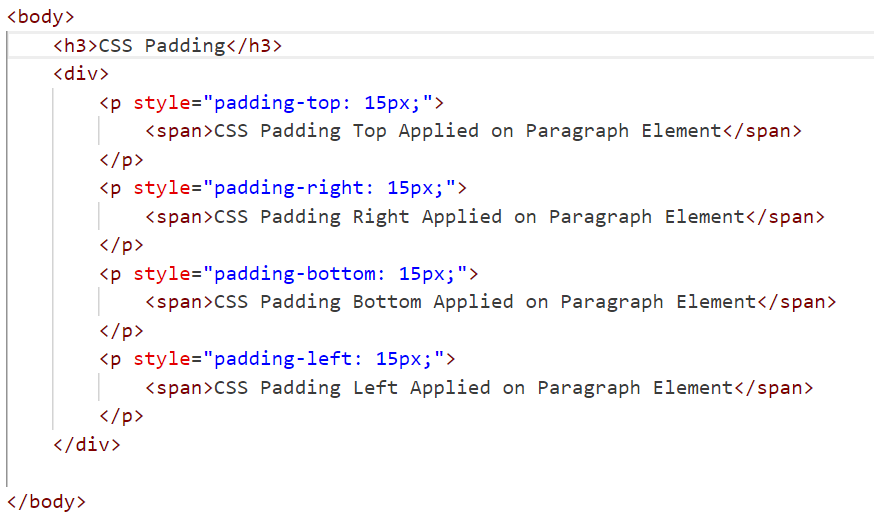 <body>
<h3>CSS Padding</h3>
<div>
<p style="padding-top: 15px;">
<span>CSS Padding Top Applied on Paragraph Element</span>
</p>
<p style="padding-right: 15px;">
<span>CSS Padding Right Applied on Paragraph Element</span>
</p>
<p style="padding-bottom: 15px;">
<span>CSS Padding Bottom Applied on Paragraph Element</span>
</p>
<p style="padding-left: 15px;">
<span>CSS Padding Left Applied on Paragraph Element</span>
</p>
</div>
</body>